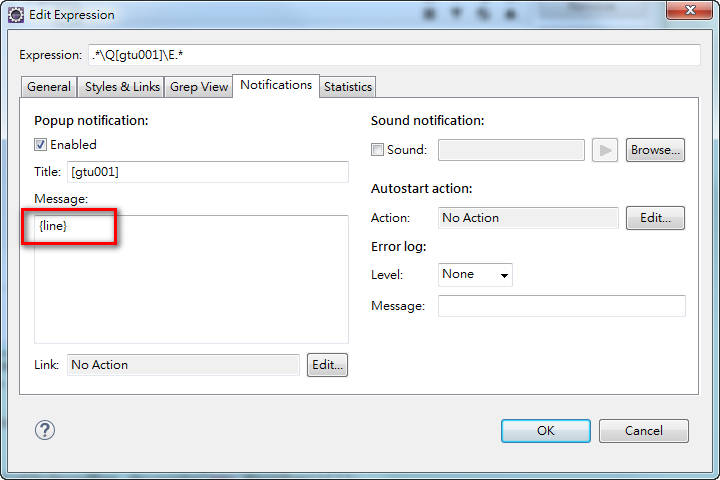 Edit Expression
Expression: .*\Q[gtu001]\E.*
General Styles & Links Grep View Notifications Statistics
Popup notification:
Enabled
Title: [gtu001]
Message:
{line}
Link: No Action Edit...
Sound notification:
Sound: Browse...
Autostart action:
Action: No Action Edit...
Error log:
Level: None
Message:
OK Cancel